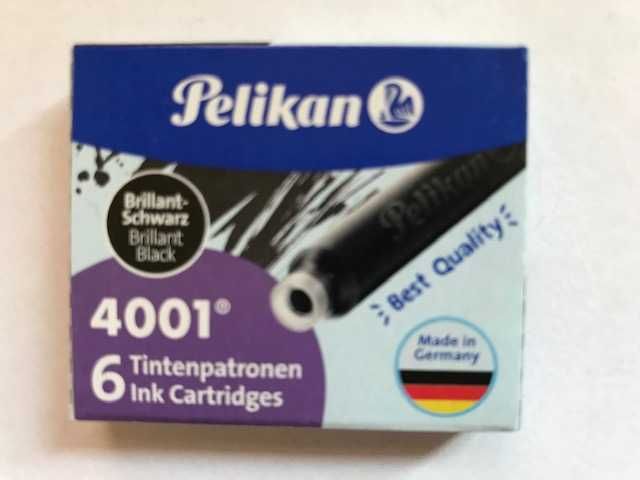 Pelikan
Pelikan
Brillant-
Schwarz
Brillant
Black
Best Quality
4001®
6 Tintenpatronen
Ink Cartridges
Made in
Germany